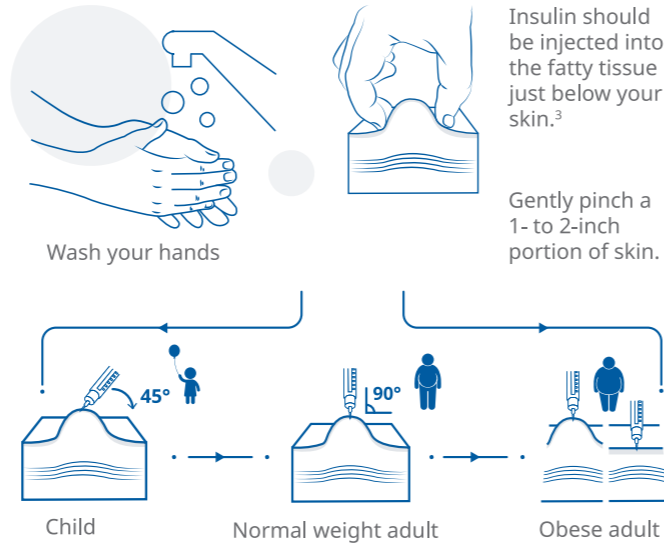 Insulin should
be injected into
the fatty tissue
just below your
skin.³
Gently pinch a
1- to 2-inch
portion of skin.
Wash your hands
45°
90°
Child
Normal weight adult
Obese adult